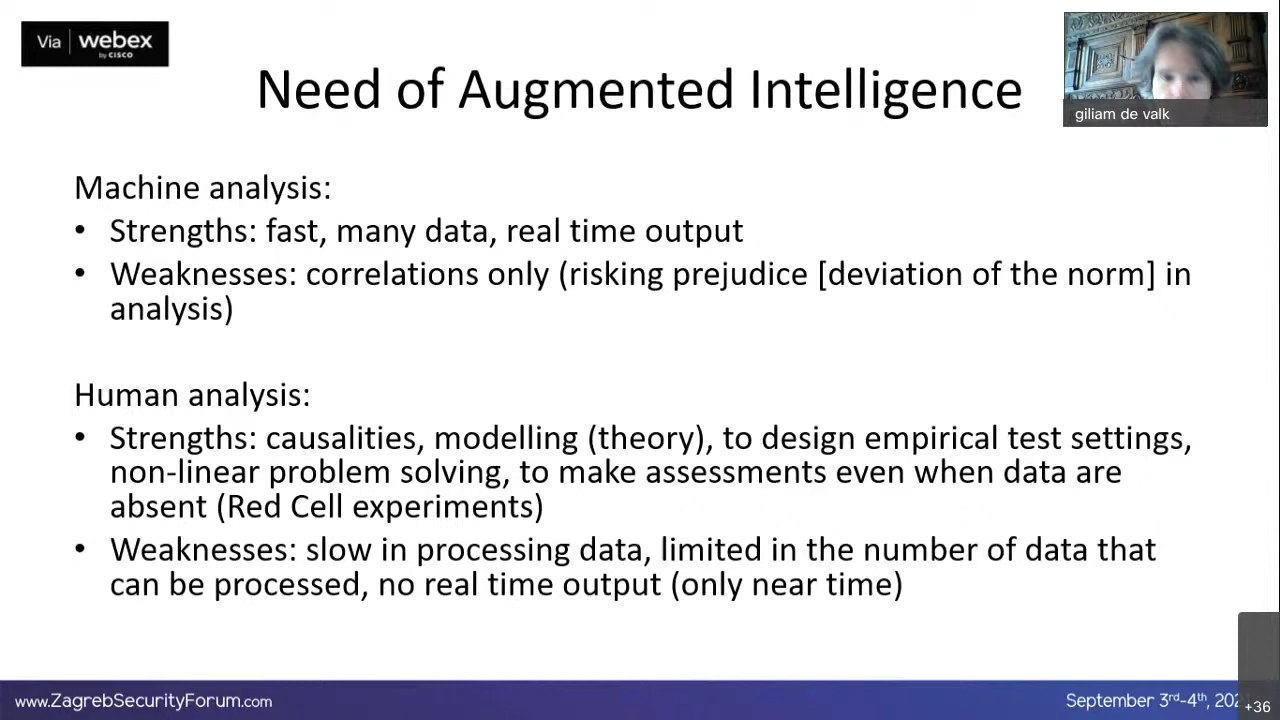 Via | webex
by CISCO
Need of Augmented Intelligence
giliam de valk
Machine analysis:
• Strengths: fast, many data, real time output
• Weaknesses: correlations only (risking prejudice [deviation of the norm] in
analysis)
Human analysis:
• Strengths: causalities, modelling (theory), to design empirical test settings,
non-linear problem solving, to make assessments even when data are
absent (Red Cell experiments)
• Weaknesses: slow in processing data, limited in the number of data that
can be processed, no real time output (only near time)
www.ZagrebSecurityForum.com
September 3rd-4th,
+36